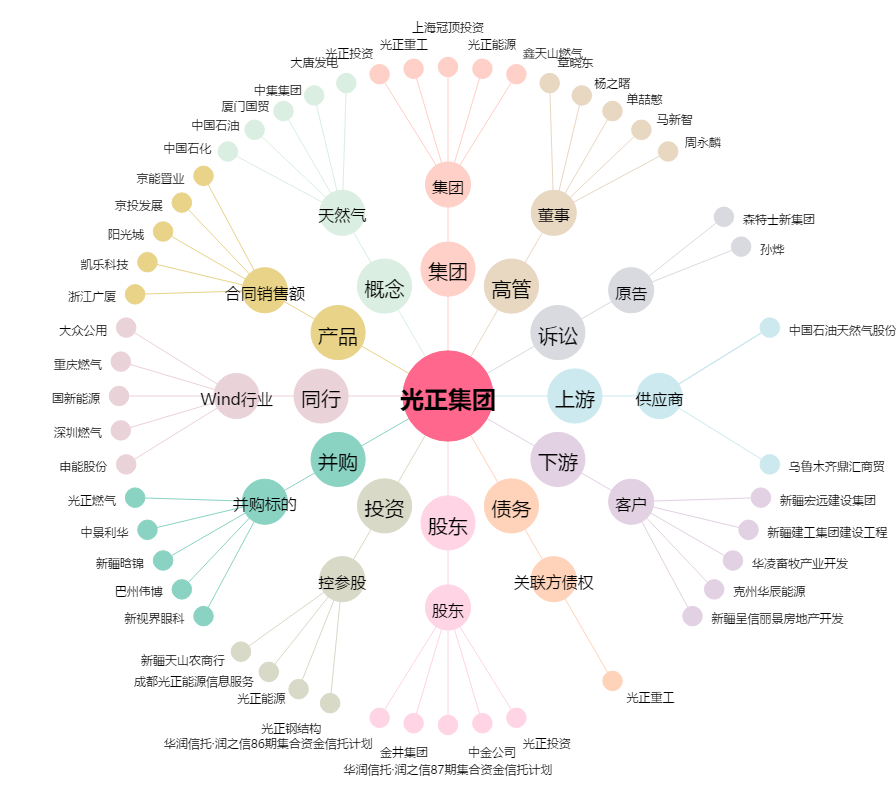 上海冠顶投资
光正重工
光正能源
光正投资
鑫天山燃气
大唐发电
章晓东
中集集团
杨之曙
厦门国贸
单喆慜
中国石油
马新智
中国石化
周永麟
京能置业
集团
京投发展
天然气
董事
森特士新集团
阳光城
孙烨
凯乐科技
集团
浙江广厦
合同销售额
概念
高管
原告
大众公用
产品
诉讼
中国石油天然气股份
重庆燃气
国新能源
Wind行业
同行
光正集团
上游
供应商
深圳燃气
申能股份
并购
下游
乌鲁木齐鼎汇商贸
光正燃气
并购标的
投资
股东
债务
客户
新疆宏远建设集团
中景利华
新疆建工集团建设工程
新疆晗锦
华凌畜牧产业开发
巴州伟博
控参股
关联方债权
克州华辰能源
新视界眼科
股东
新疆呈信丽景房地产开发
新疆天山农商行
成都光正能源信息服务
光正能源
光正重工
光正钢结构
华润信托·润之信86期集合资金信托计划
金井集团
中金公司
光正投资
华润信托·润之信87期集合资金信托计划